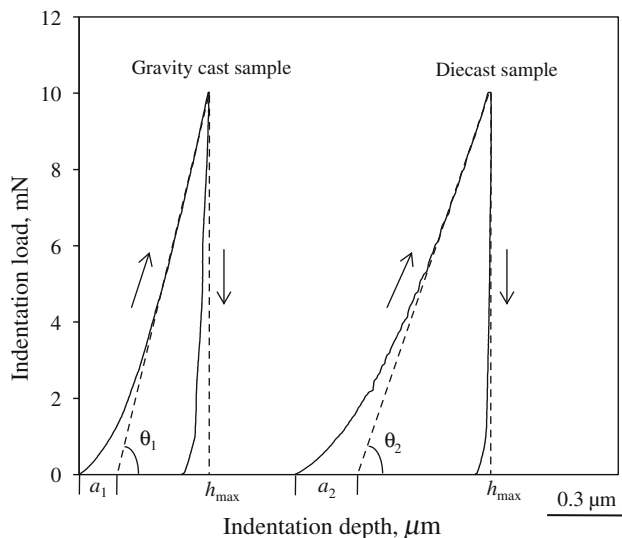 12
Gravity cast sample
Diecast sample
10
8
6
4
2
0
Indentation load, mN
θ1
θ2
a1
hmax
a2
hmax
0.3 μm
Indentation depth, μm